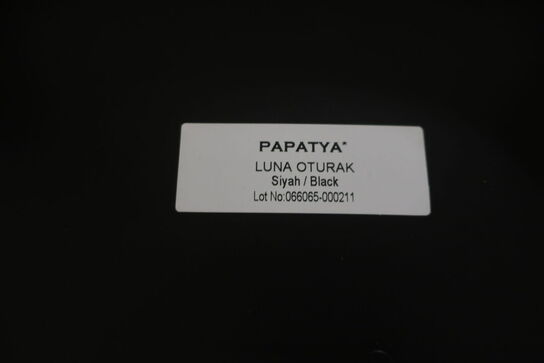 PAPATYA*
LUNA OTURAK
Siyah / Black
Lot No:066065-000211